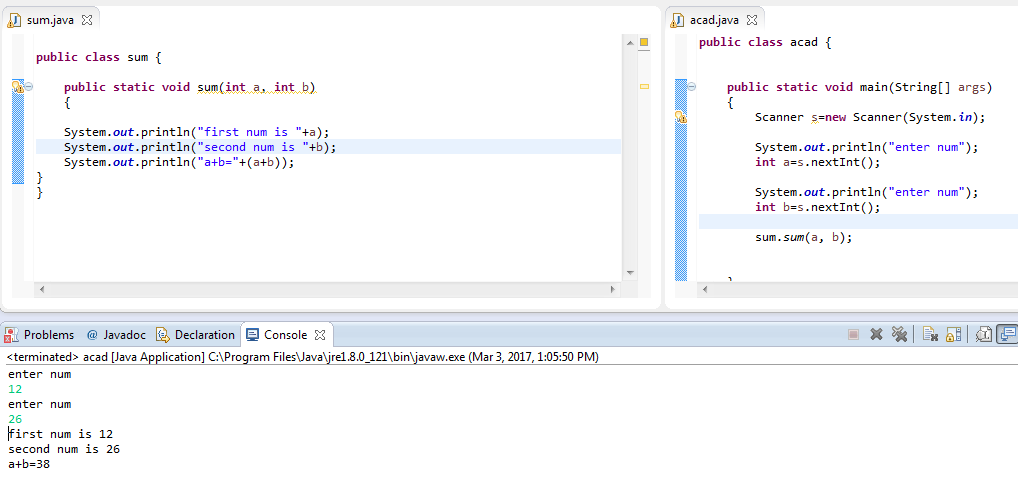 sum.java
public class sum {
public static void sum(int a, int b)
{
System.out.println("first num is "+a);
System.out.println("second num is "+b);
System.out.println("a+b="+(a+b));
}
}
acad.java
public class acad {
public static void main(String[] args)
{
Scanner s=new Scanner(System.in);
System.out.println("enter num");
int a=s.nextInt();
System.out.println("enter num");
int b=s.nextInt();
sum.sum(a, b);
}
Problems @ Javadoc Declaration Console
<terminated> acad [Java Application] C:\Program Files\Java\jre1.8.0_121\bin\javaw.exe (Mar 3, 2017, 1:05:50 PM)
enter num
12
enter num
26
first num is 12
second num is 26
a+b=38